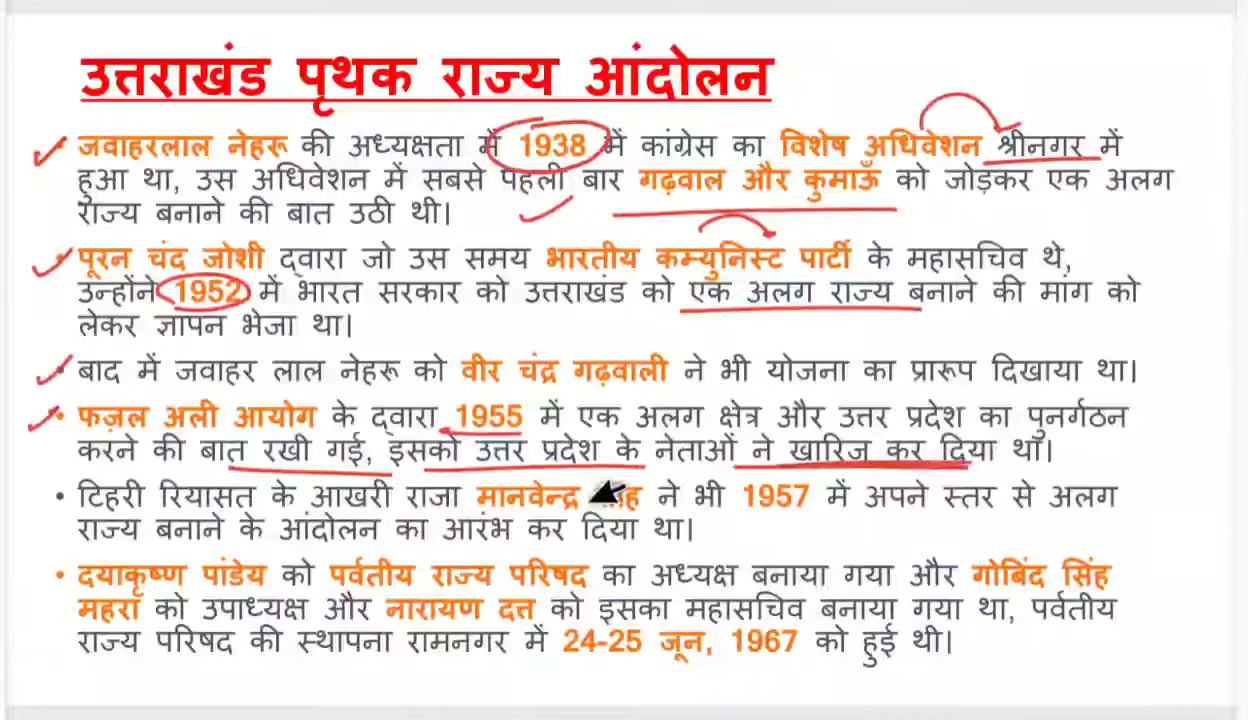 उत्तराखंड पृथक राज्य आंदोलन
जवाहरलाल नेहरू की अध्यक्षता में 1938 में कांग्रेस का विशेष अधिवेशन श्रीनगर में
हुआ था, उस अधिवेशन में सबसे पहली बार गढ़वाल और कुमाऊँ को जोड़कर एक अलग
राज्य बनाने की बात उठी थी।
• पूरन चंद जोशी द्वारा जो उस समय भारतीय कम्युनिस्ट पार्टी के महासचिव थे,
उन्होंने 1952 में भारत सरकार को उत्तराखंड को एक अलग राज्य बनाने की मांग को
लेकर ज्ञापन भेजा था।
• बाद में जवाहर लाल नेहरू को वीर चंद्र गढ़वाली ने भी योजना का प्रारूप दिखाया था।
• फज़ल अली आयोग के द्वारा 1955 में एक अलग क्षेत्र और उत्तर प्रदेश का पुनर्गठन
करने की बात रखी गई, इसको उत्तर प्रदेश के नेताओं ने खारिज कर दिया था।
• टिहरी रियासत के आखरी राजा मानवेन्द्र ने भी 1957 में अपने स्तर से अलग
राज्य बनाने के आंदोलन का आरंभ कर दिया था।
• दयाकृष्ण पांडेय को पर्वतीय राज्य परिषद का अध्यक्ष बनाया गया और गोबिंद सिंह
महरा को उपाध्यक्ष और नारायण दत्त को इसका महासचिव बनाया गया था, पर्वतीय
राज्य परिषद की स्थापना रामनगर में 24-25 जून, 1967 को हुई थी।